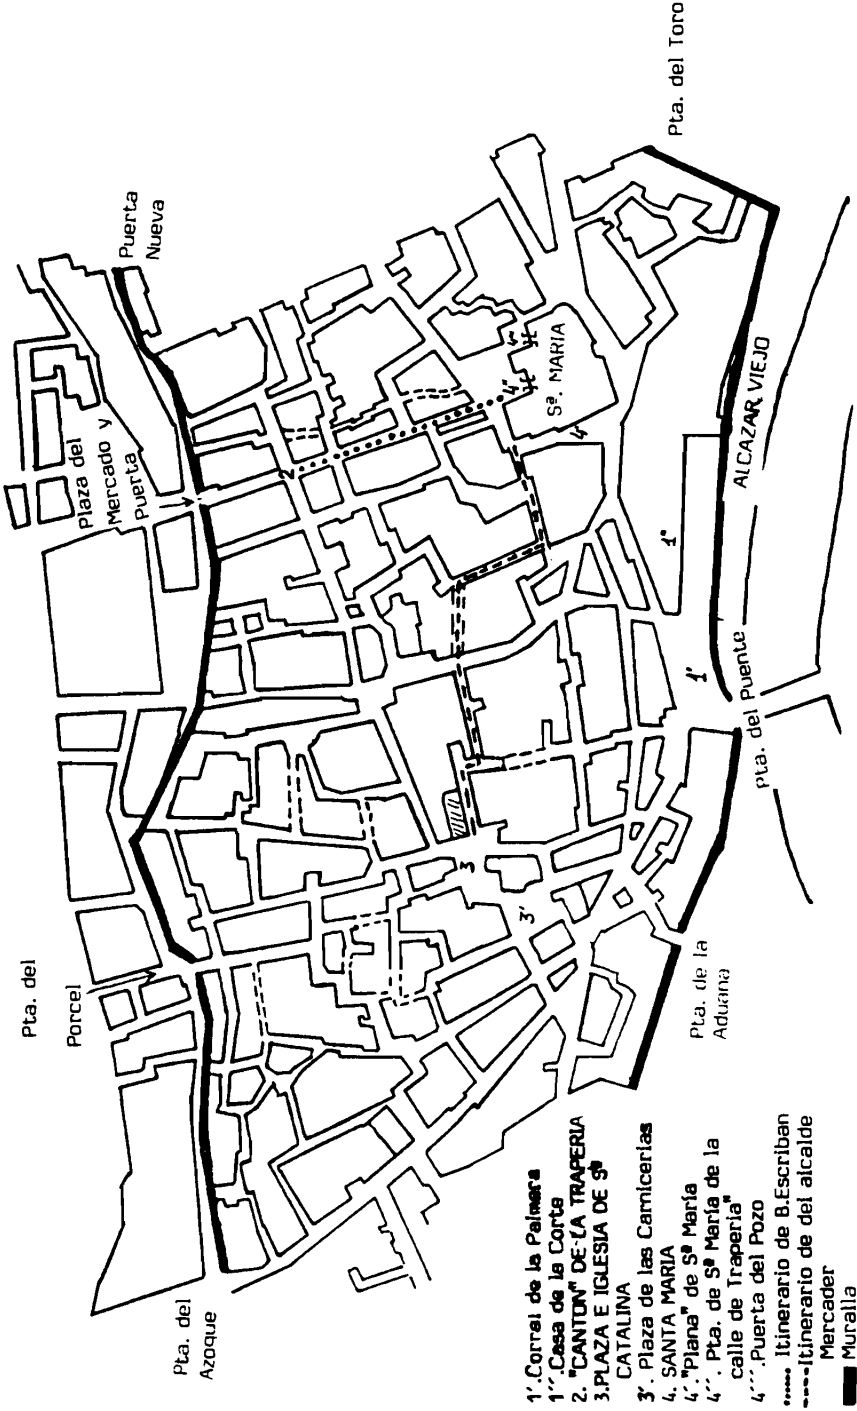 Pta. del Toro
Puerta
Nueva
Plaza del
Mercado y
Puerta
2
4''
4'''
Sª. MARIA
4'
ALCAZAR VIEJO
1''
1'
Pta. del Puente
3
3'
Pta. del
Porcel
Pta. de la
Aduana
Pta. del
Azoque
1'.Corral de la Palmera
1''.Casa de la Corte
2. "CANTON" DE LA TRAPERIA
3.PLAZA E IGLESIA DE Sª
CATALINA
3'. Plaza de las Carnicerias
4. SANTA MARIA
4'."Plana" de Sª María
4''. Pta. de Sª María de la
calle de Traperia"
4'''.Puerta del Pozo
Itinerario de B.Escriban
Itinerario de del alcalde
Mercader
Muralla